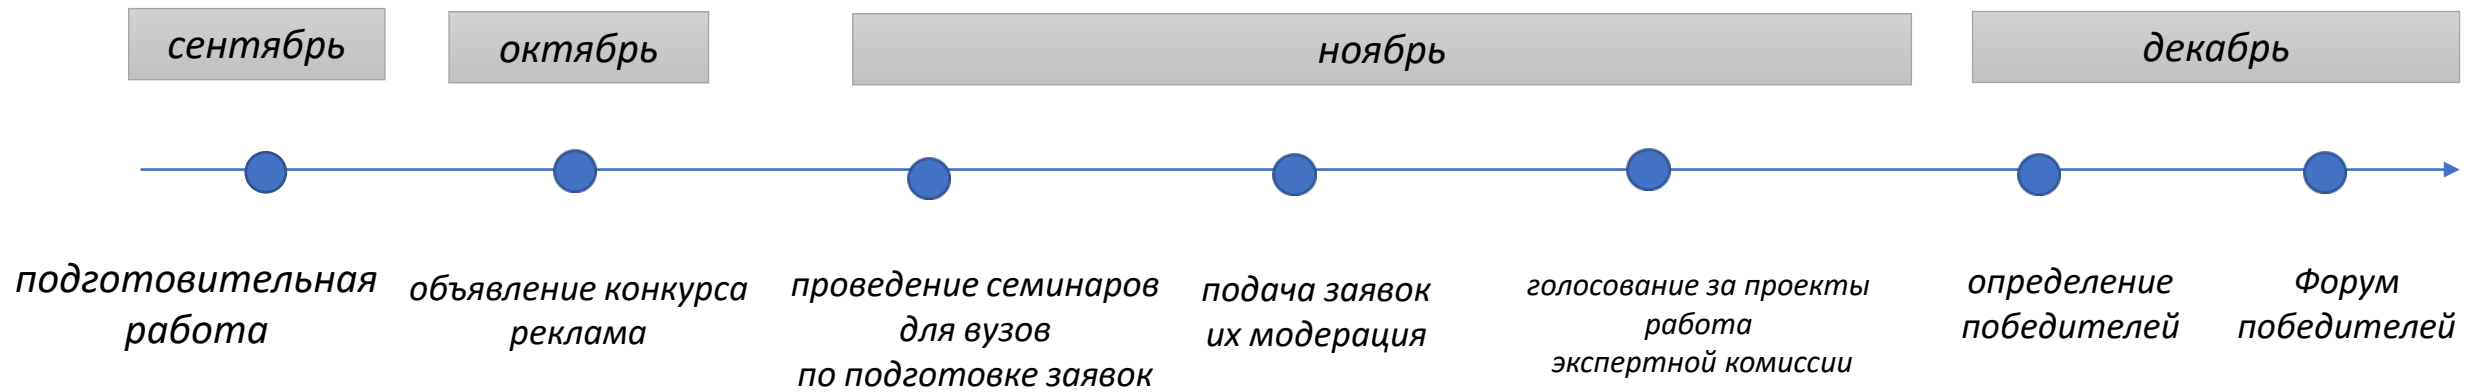 сентябрь
октябрь
ноябрь
декабрь
подготовительная
работа
объявление конкурса
реклама
проведение семинаров
для вузов
по подготовке заявок
подача заявок
их модерация
голосование за проекты
работа
экспертной комиссии
определение
победителей
Форум
победителей